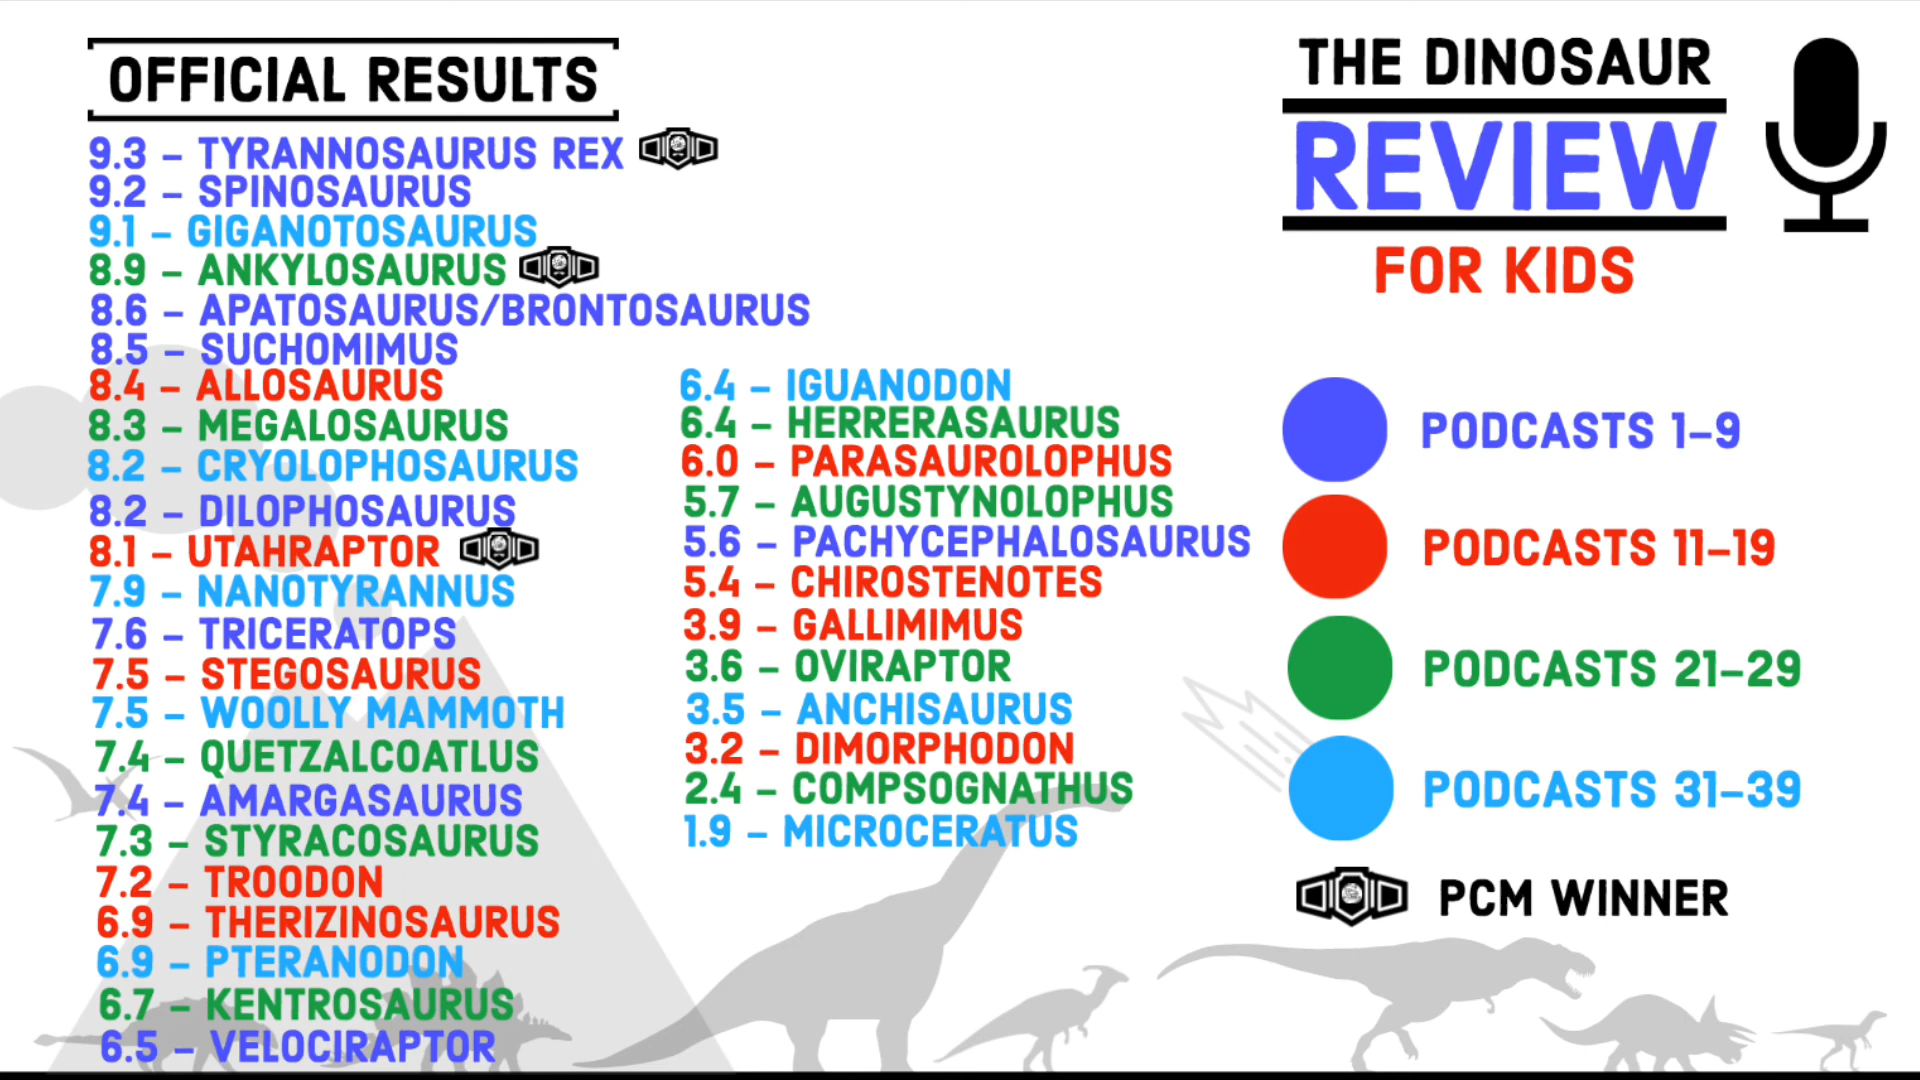 OFFICIAL RESULTS
9.3 – TYRANNOSAURUS REX
9.2 – SPINOSAURUS
9.1 – GIGANOTOSAURUS
8.9 – ANKYLOSAURUS
8.6 – APATOSAURUS/BRONTOSAURUS
8.5 – SUCHOMIMUS
8.4 – ALLOSAURUS
8.3 – MEGALOSAURUS
8.2 – CRYOLOPHOSAURUS
8.2 – DILOPHOSAURUS
8.1 – UTAHRAPTOR
7.9 – NANOTYRANNUS
7.6 – TRICERATOPS
7.5 – STEGOSAURUS
7.5 – WOOLLY MAMMOTH
7.4 – QUETZALCOATLUS
7.4 – AMARGASAURUS
7.3 – STYRACOSAURUS
7.2 – TROODON
6.9 – THERIZINOSAURUS
6.9 – PTERANODON
6.7 – KENTROSAURUS
6.5 – VELOCIRAPTOR
6.4 – IGUANODON
6.4 – HERRERASAURUS
6.0 – PARASAUROLOPHUS
5.7 – AUGUSTYNOLOPHUS
5.6 – PACHYCEPHALOSAURUS
5.4 – CHIROSTENOTES
3.9 – GALLIMIMUS
3.6 – OVIRAPTOR
3.5 – ANCHISAURUS
3.2 – DIMORPHODON
2.4 – COMPSOGNATHUS
1.9 – MICROCERATUS
THE DINOSAUR
REVIEW
FOR KIDS
PODCASTS 1–9
PODCASTS 11–19
PODCASTS 21–29
PODCASTS 31–39
PCM WINNER